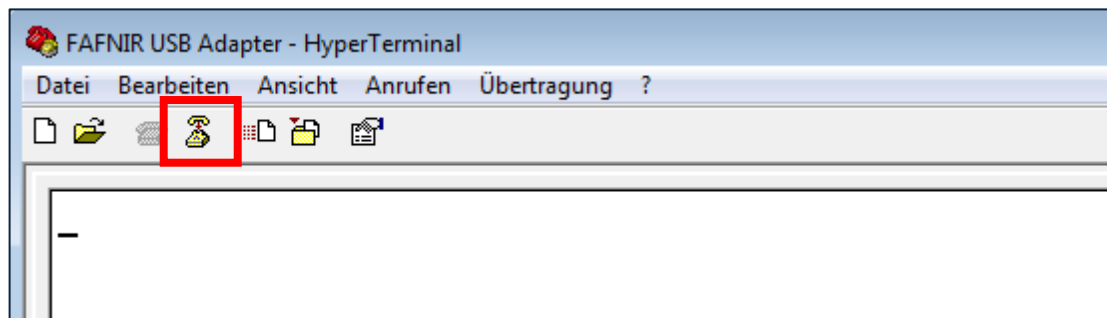 FAFNIR USB Adapter - HyperTerminal
Datei Bearbeiten Ansicht Anrufen Übertragung ?
_